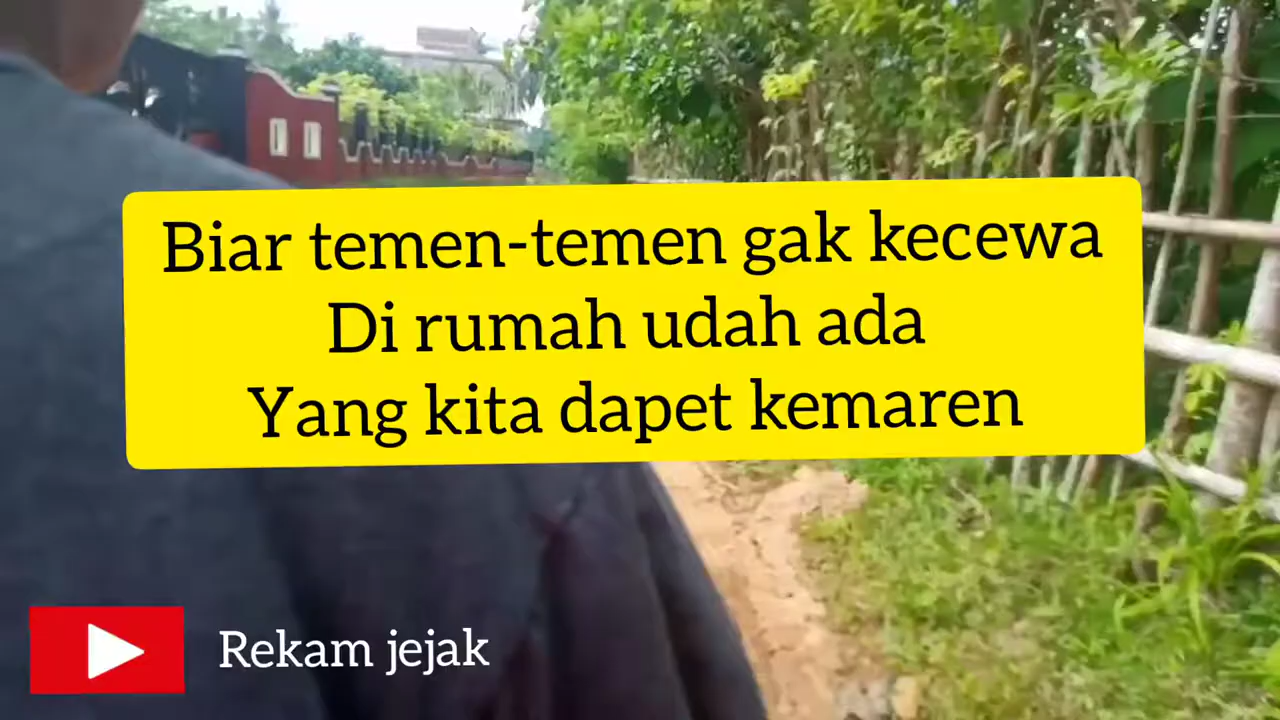 Biar temen-temen gak kecewa
Di rumah udah ada
Yang kita dapet kemaren
Rekam jejak